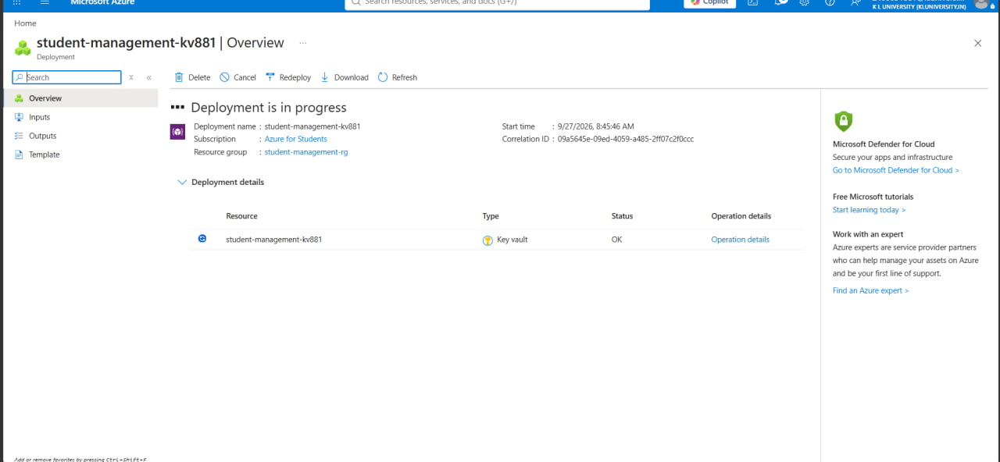 Microsoft Azure
Search resources, services, and docs (G+/)
Copilot
K L UNIVERSITY (KLUNIVERSITY.IN)
Home
student-management-kv881 | Overview ...
Deployment
Search
Delete Cancel Redeploy Download Refresh
Overview
Inputs
Outputs
Template
Deployment is in progress
Deployment name : student-management-kv881
Subscription : Azure for Students
Resource group : student-management-rg
Start time : 9/27/2026, 8:45:46 AM
Correlation ID : 09a5645e-09ed-4059-a485-2ff07c2f0ccc
Deployment details
Resource Type Status Operation details
student-management-kv881 Key vault OK Operation details
Microsoft Defender for Cloud
Secure your apps and infrastructure
Go to Microsoft Defender for Cloud >
Free Microsoft tutorials
Start learning today >
Work with an expert
Azure experts are service provider partners
who can help manage your assets on Azure
and be your first line of support.
Find an Azure expert >
Add or remove favorites by pressing Ctrl+Shift+F